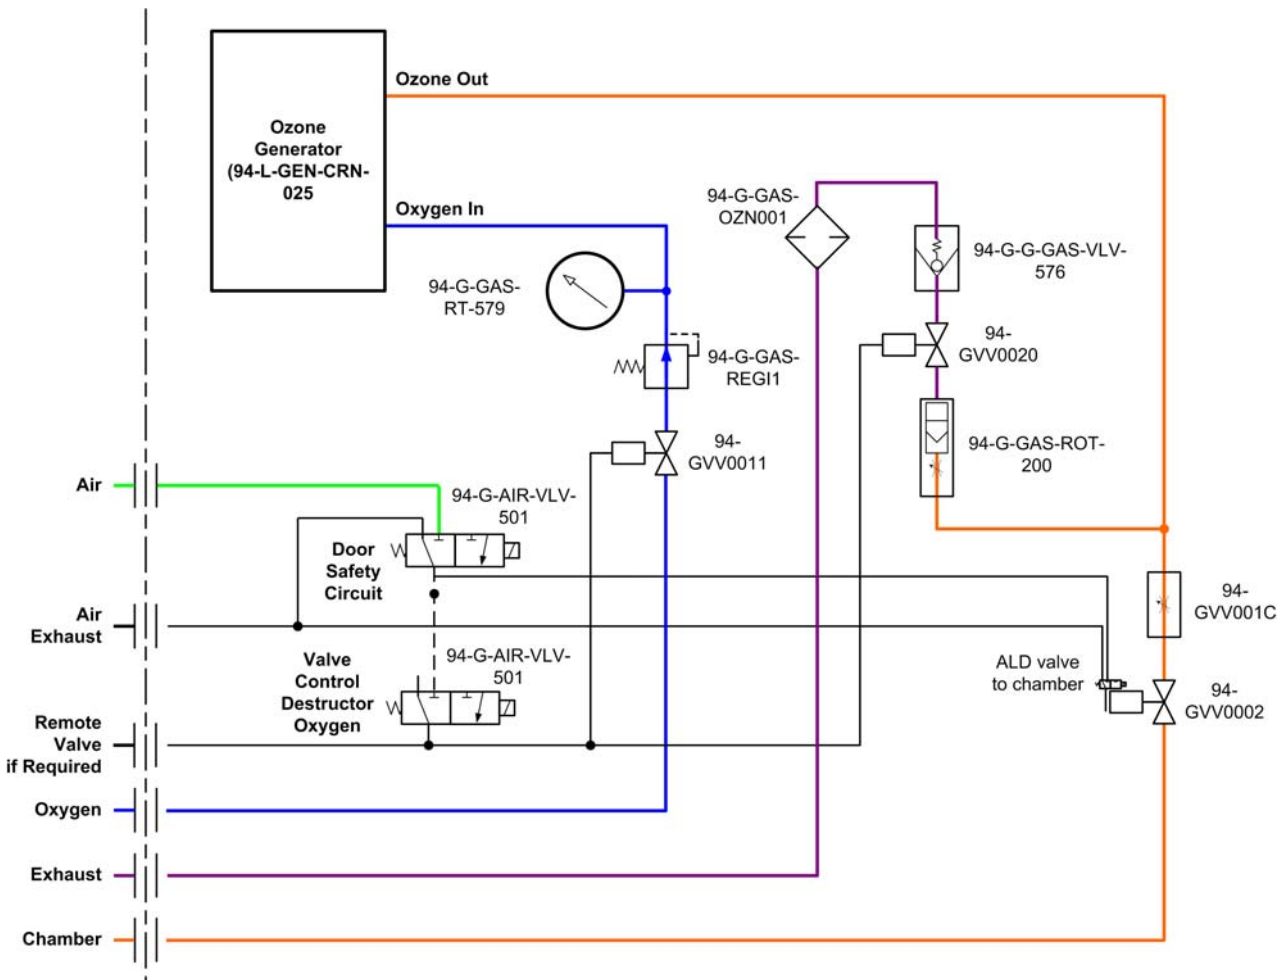 Ozone Out
Ozone
Generator
(94-L-GEN-CRN-
025
Oxygen In
94-G-GAS-
OZN001
94-G-G-GAS-VLV-
576
94-G-GAS-
RT-579
94-
GVV0020
94-G-GAS-
REGI1
94-
GVV0011
94-G-GAS-ROT-
200
Air
94-G-AIR-VLV-
501
Door
Safety
Circuit
94-
GVV001C
Air
Exhaust
94-G-AIR-VLV-
501
Valve
Control
Destructor
Oxygen
ALD valve
to chamber
94-
GVV0002
Remote
Valve
if Required
Oxygen
Exhaust
Chamber